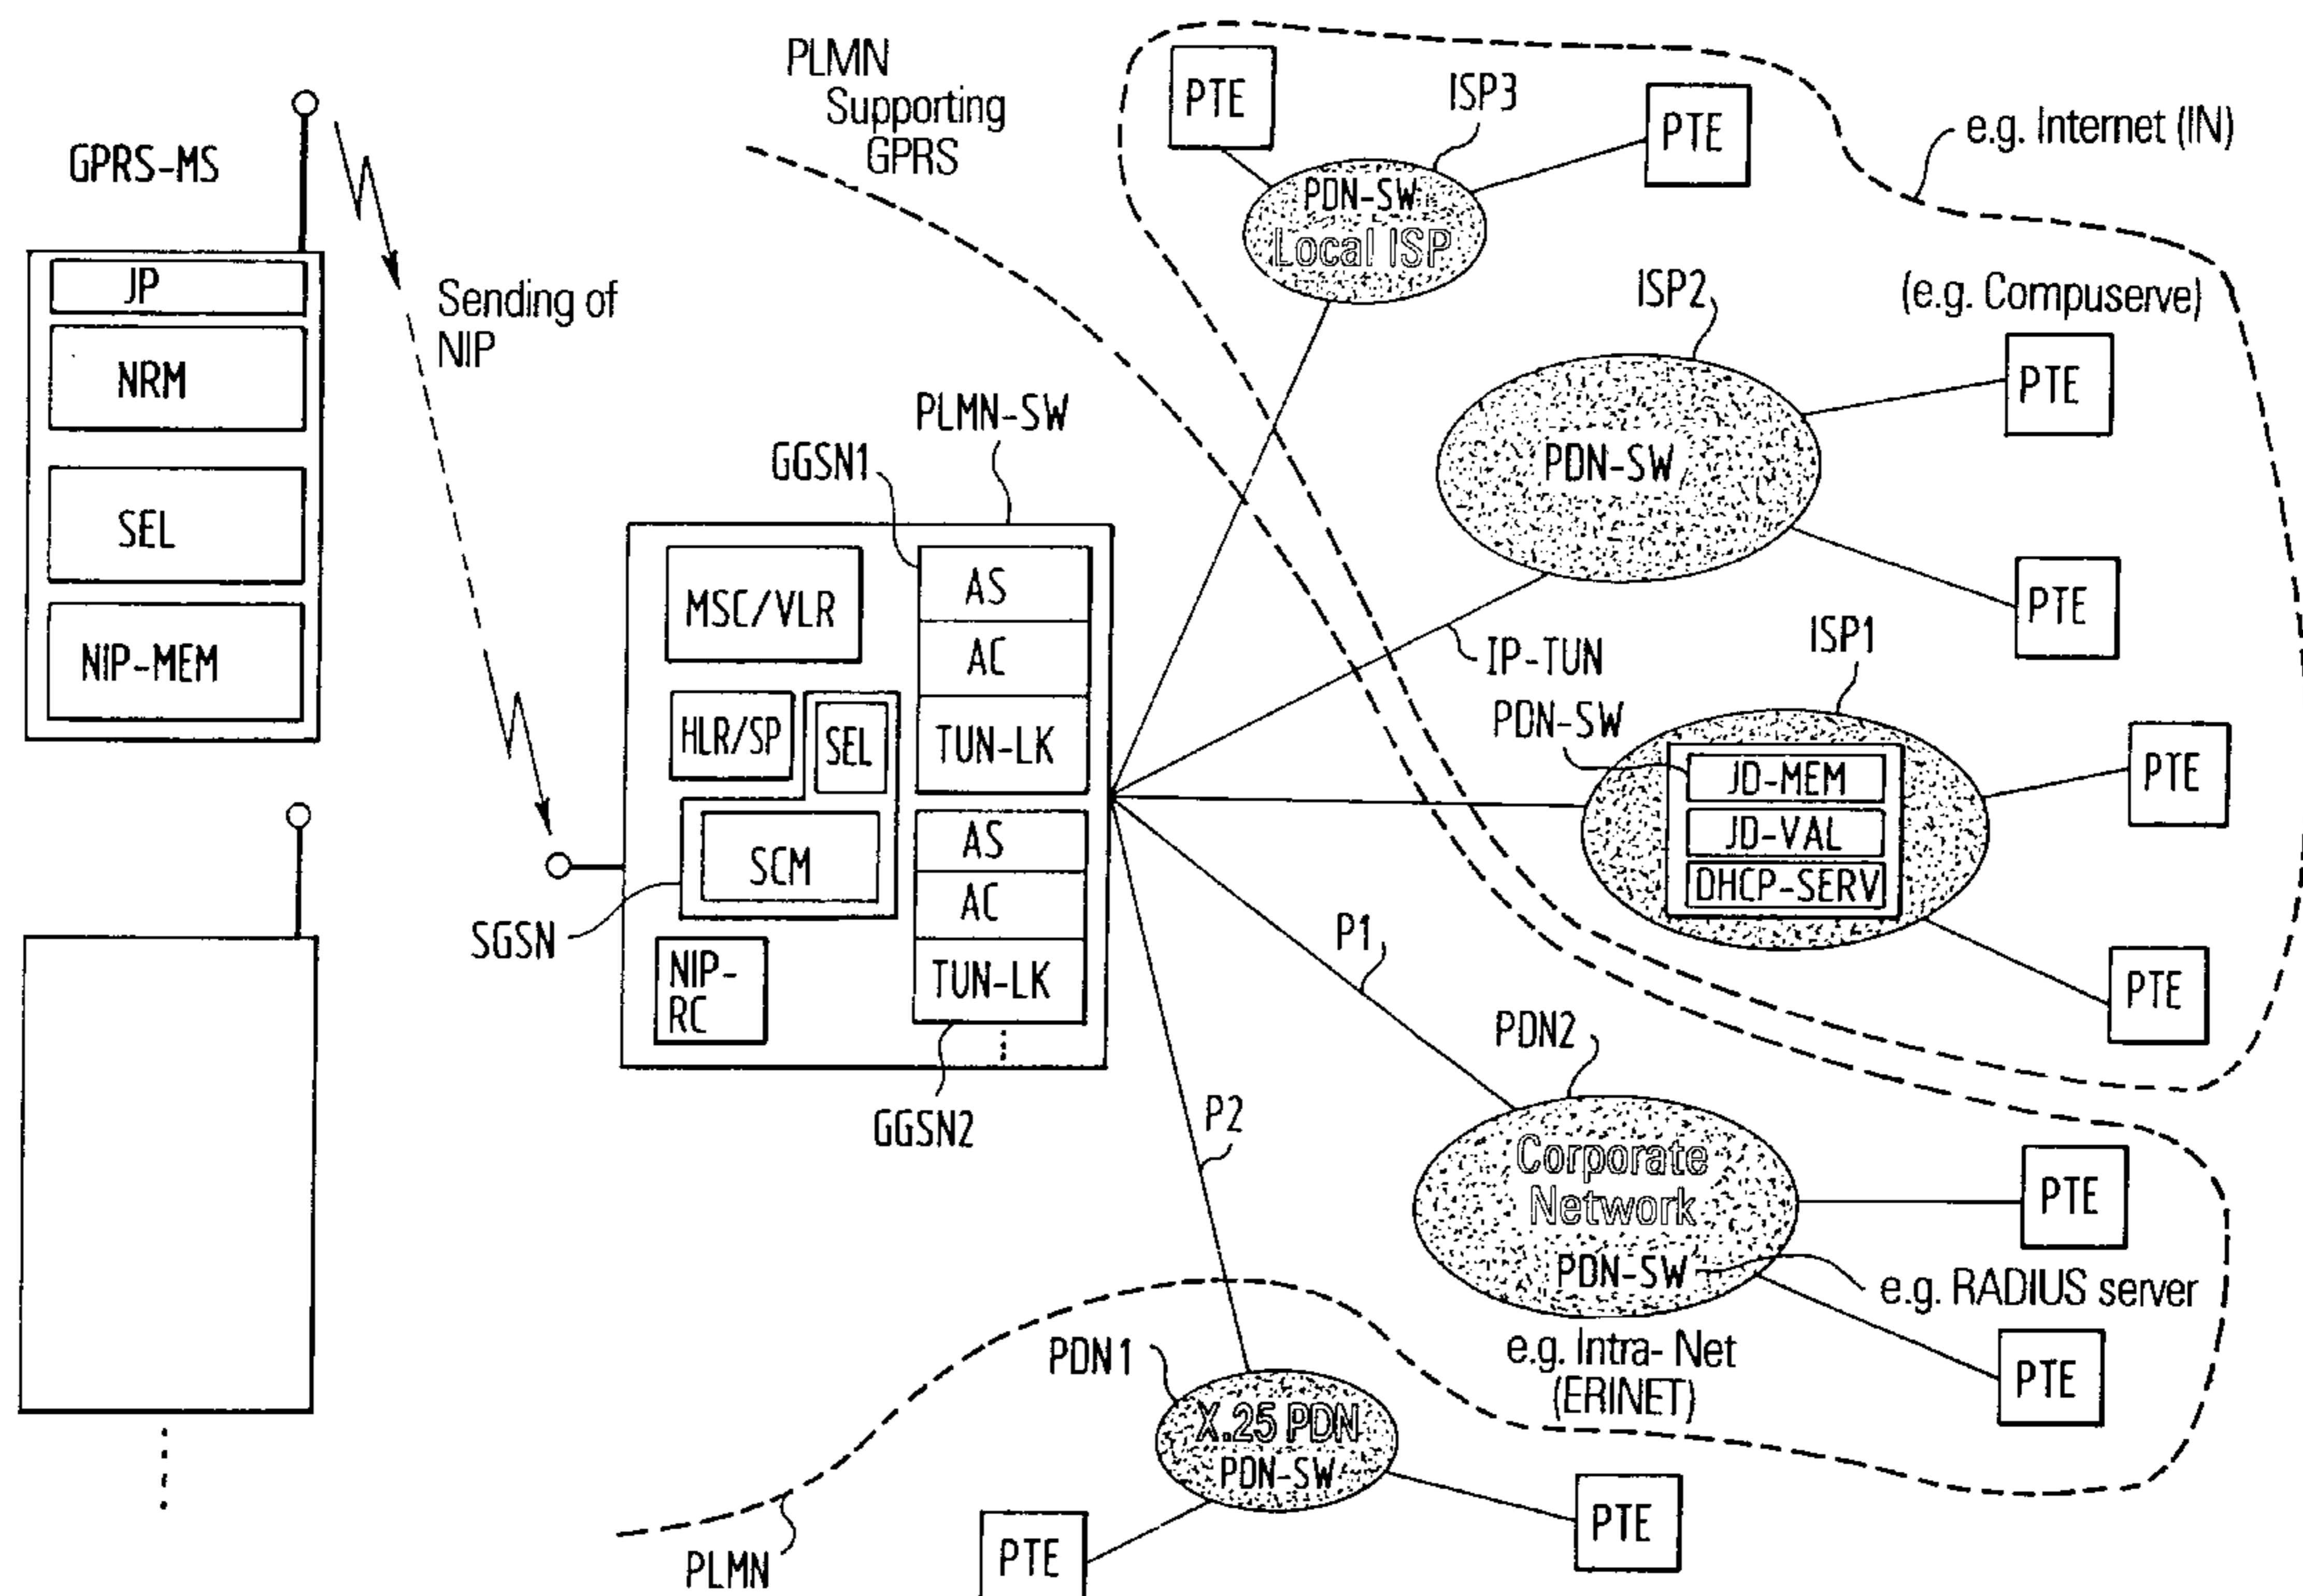 GPRS-MS
JP
NRM
SEL
NIP-MEM
Sending of
NIP
PLMN
Supporting
GPRS
PLMN-SW
GGSN1
MSC/VLR
HLR/SP
SEL
SCM
SGSN
NIP-
RC
AS
AC
TUN-LK
AS
AC
TUN-LK
GGSN2
PTE
ISP3
PTE
PDN-SW
Local ISP
e.g. Internet (IN)
ISP2
(e.g. Compuserve)
PTE
PDN-SW
PTE
IP-TUN
ISP1
PDN-SW
JD-MEM
JD-VAL
DHCP-SERV
PTE
PTE
P1
PDN2
P2
Corporate
Network
PDN-SW
PTE
e.g. RADIUS server
e.g. Intra- Net
(ERINET)
PTE
PDN1
X.25 PDN
PDN-SW
PTE
PTE
PLMN